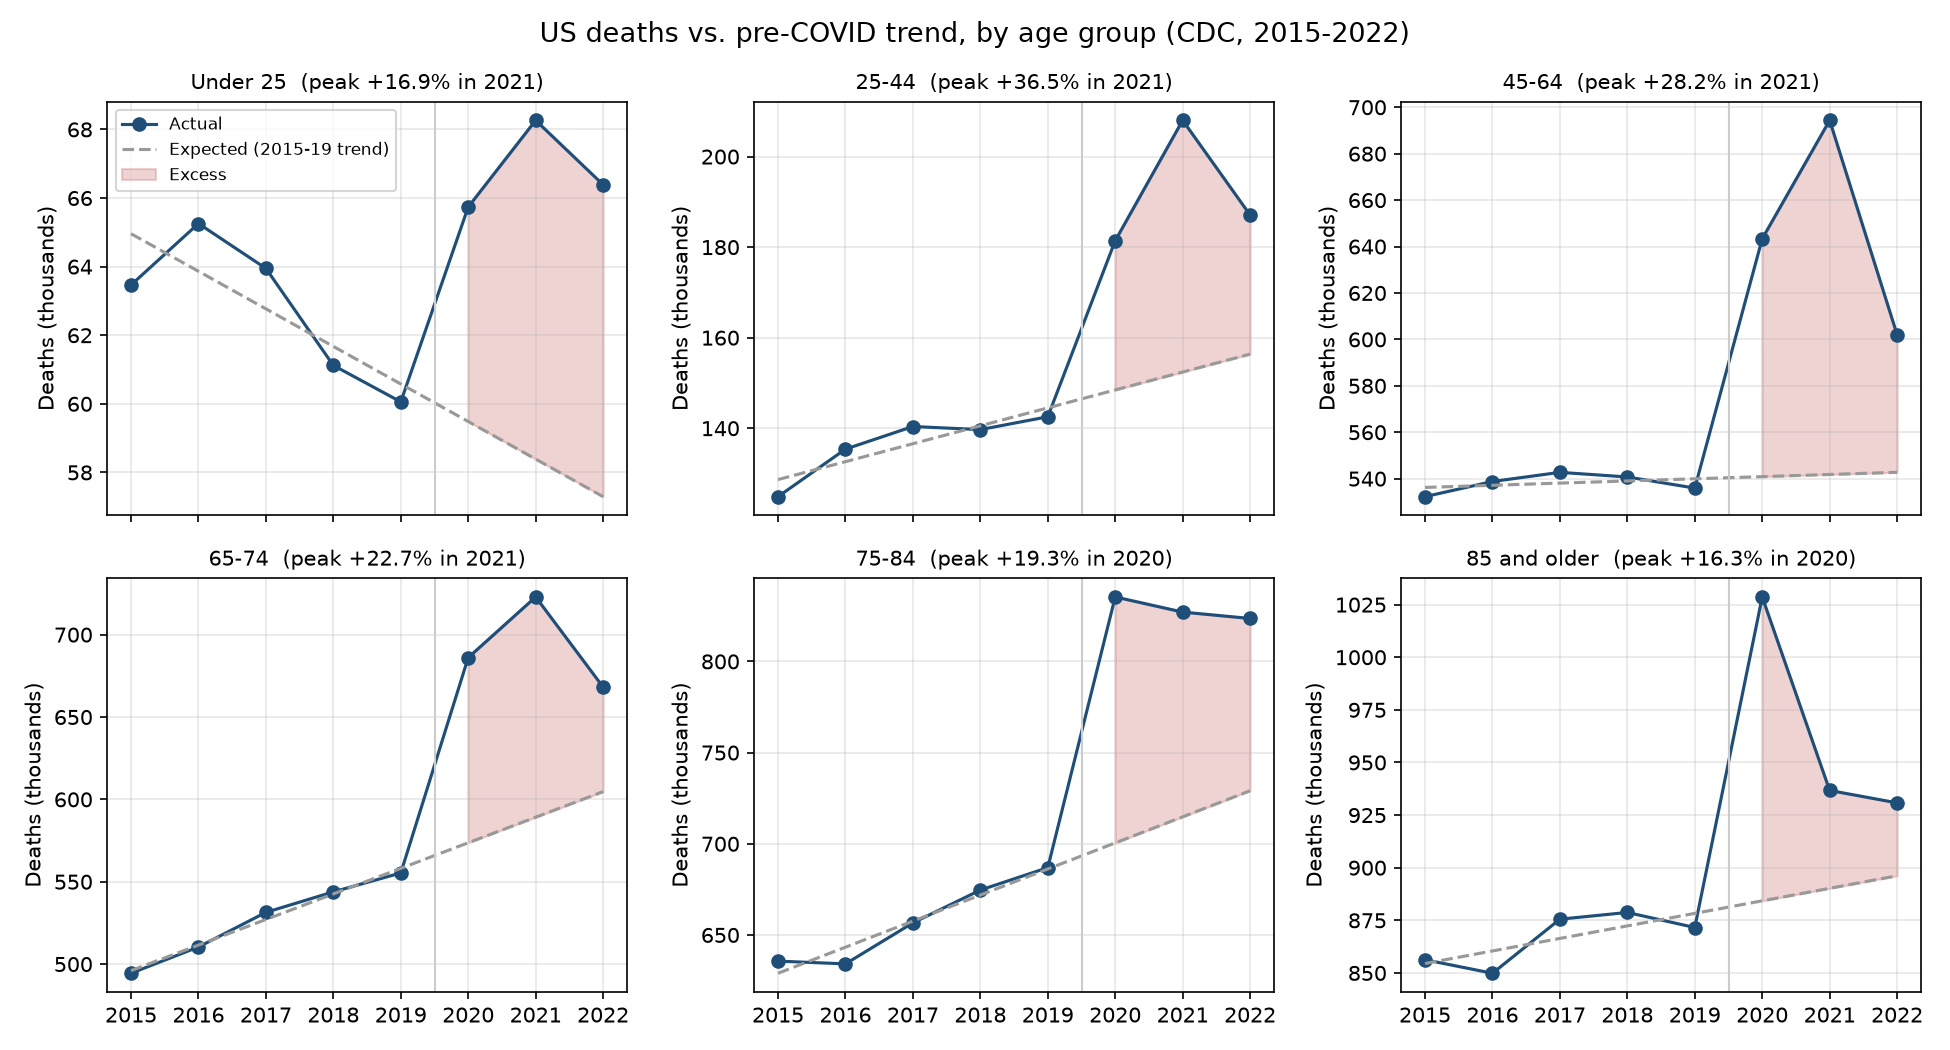 US deaths vs. pre-COVID trend, by age group (CDC, 2015-2022)
Under 25  (peak +16.9% in 2021)
Deaths (thousands)
68
66
64
62
60
58
Actual
Expected (2015-19 trend)
Excess
25-44  (peak +36.5% in 2021)
Deaths (thousands)
200
180
160
140
45-64  (peak +28.2% in 2021)
Deaths (thousands)
700
680
660
640
620
600
580
560
540
65-74  (peak +22.7% in 2021)
Deaths (thousands)
700
650
600
550
500
2015 2016 2017 2018 2019 2020 2021 2022
75-84  (peak +19.3% in 2020)
Deaths (thousands)
800
750
700
650
2015 2016 2017 2018 2019 2020 2021 2022
85 and older  (peak +16.3% in 2020)
Deaths (thousands)
1025
1000
975
950
925
900
875
850
2015 2016 2017 2018 2019 2020 2021 2022